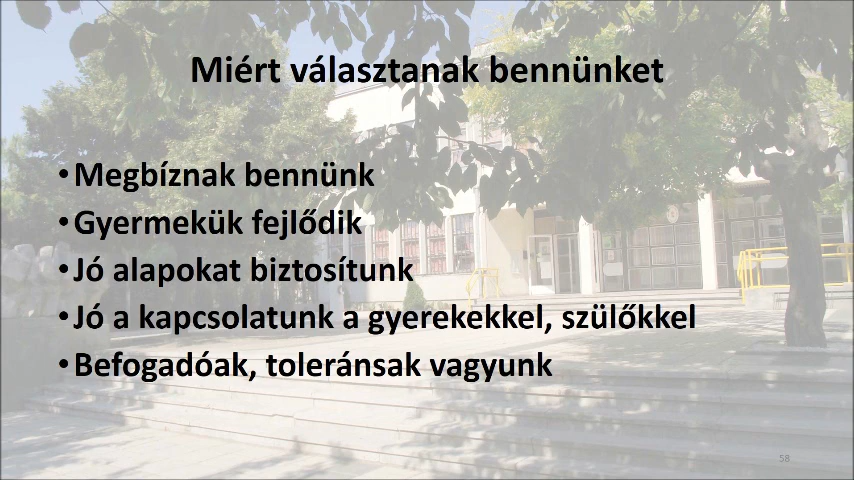 Miért választanak bennünket
•Megbíznak bennünk
•Gyermekük fejlődik
•Jó alapokat biztosítunk
•Jó a kapcsolatunk a gyerekekkel, szülőkkel
•Befogadóak, toleránsak vagyunk
58